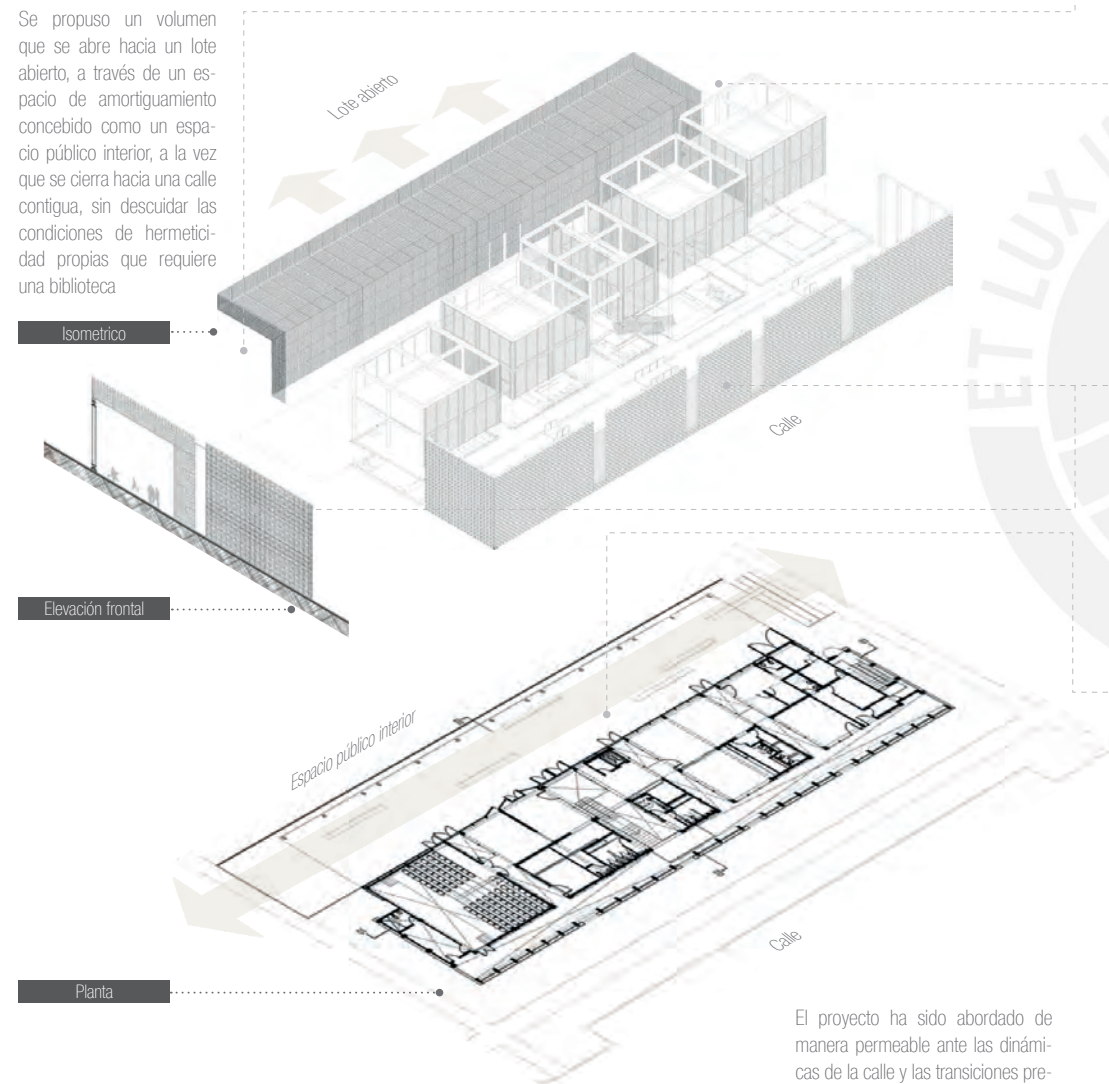 Se propuso un volumen
que se abre hacia un lote
abierto, a través de un es-
pacio de amortiguamiento
concebido como un espa-
cio público interior, a la vez
que se cierra hacia una calle
contigua, sin descuidar las
condiciones de hermetici-
dad propias que requiere
una biblioteca
Lote abierto
Isometrico
Calle
ET LUX
Elevación frontal
Espacio público interior
Calle
Planta
El proyecto ha sido abordado de
manera permeable ante las dinámi-
cas de la calle y las transiciones pre-